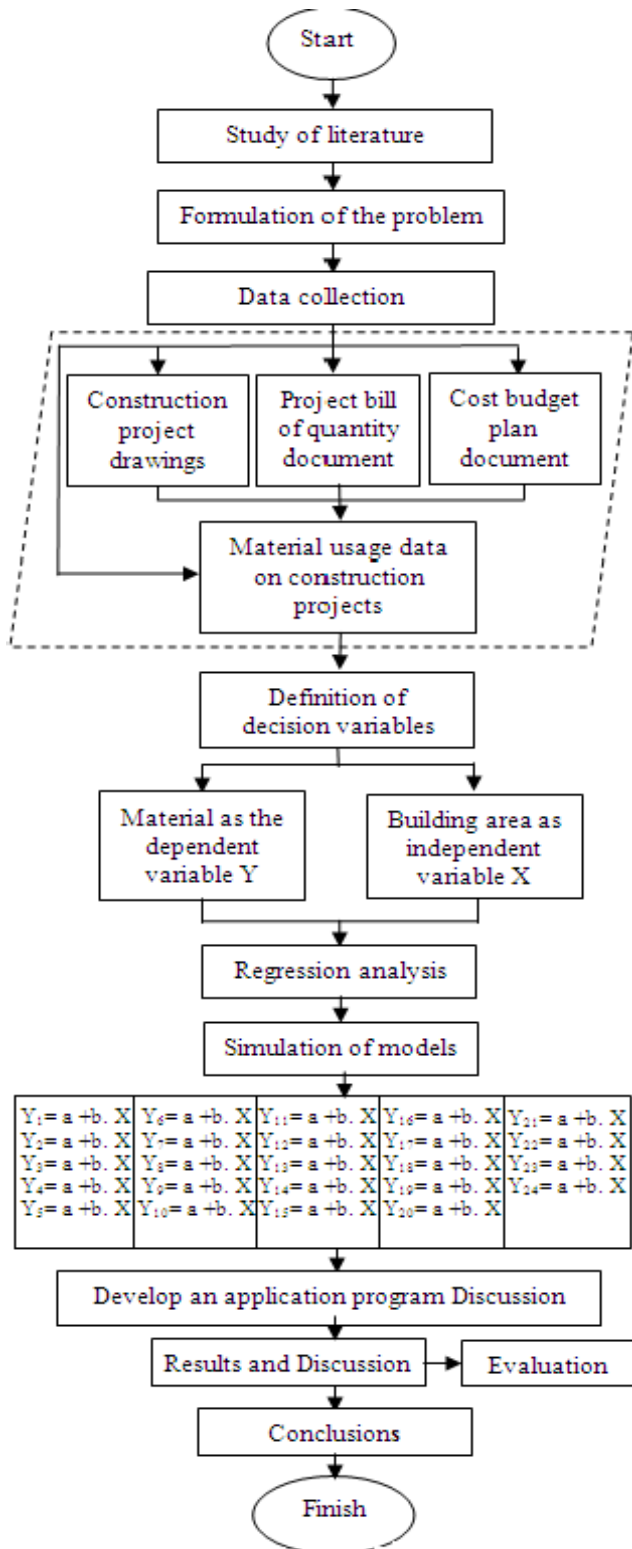 Start
Study of literature
Formulation of the problem
Data collection
Construction
project
drawings
Project bill
of quantity
document
Cost budget
plan
document
Material usage data
on construction
projects
Definition of
decision variables
Material as the
dependent
variable Y
Building area as
independent
variable X
Regression analysis
Simulation of models
Y₁= a +b. X
Y₂= a +b. X
Y₃= a +b. X
Y₄= a +b. X
Y₅= a +b. X
Y₆= a +b. X
Y₇= a +b. X
Y₈= a +b. X
Y₉= a +b. X
Y₁₀= a +b. X
Y₁₁= a +b. X
Y₁₂= a +b. X
Y₁₃= a +b. X
Y₁₄= a +b. X
Y₁₅= a +b. X
Y₁₆= a +b. X
Y₁₇= a +b. X
Y₁₈= a +b. X
Y₁₉= a +b. X
Y₂₀= a +b. X
Y₂₁= a +b. X
Y₂₂= a +b. X
Y₂₃= a +b. X
Y₂₄= a +b. X
Develop an application program Discussion
Results and Discussion
Evaluation
Conclusions
Finish